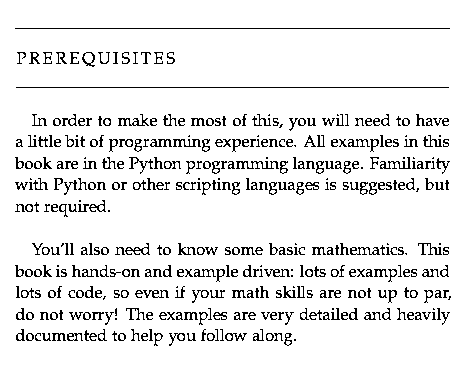 PREREQUISITES
In order to make the most of this, you will need to have
a little bit of programming experience. All examples in this
book are in the Python programming language. Familiarity
with Python or other scripting languages is suggested, but
not required.
You'll also need to know some basic mathematics. This
book is hands-on and example driven: lots of examples and
lots of code, so even if your math skills are not up to par,
do not worry! The examples are very detailed and heavily
documented to help you follow along.